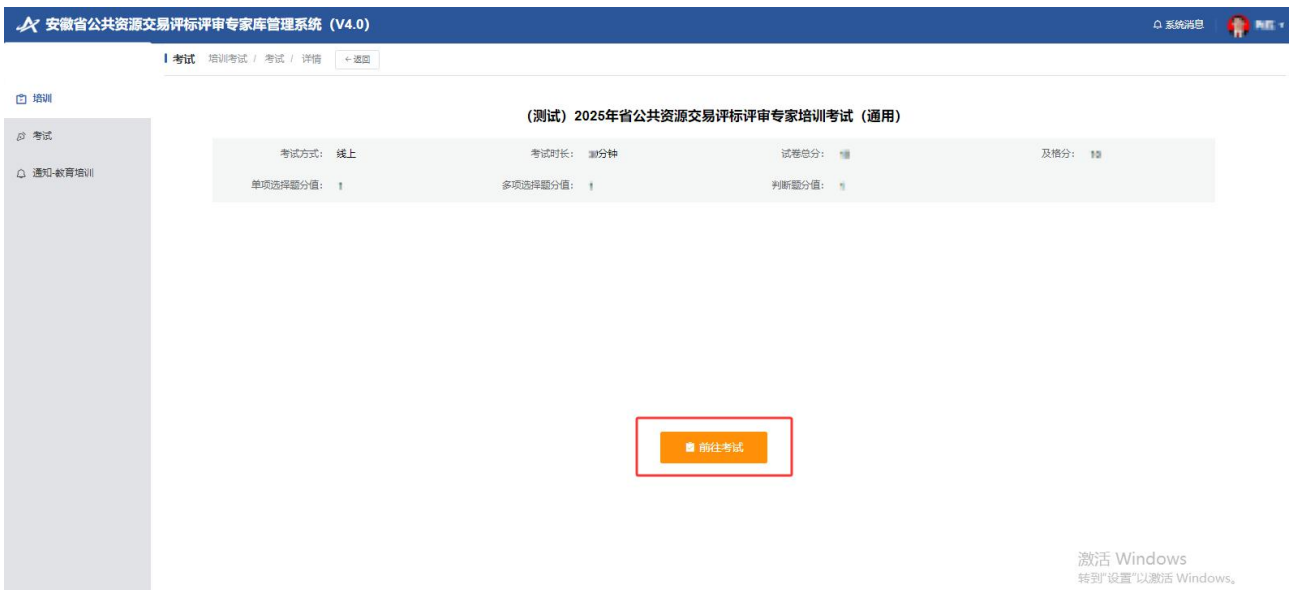 安徽省公共资源交易评标评审专家库管理系统（V4.0）
系统消息
考试 培训考试 / 考试 / 详情 ←返回
培训
考试
通知-教育培训
（测试）2025年省公共资源交易评标评审专家培训考试（通用）
考试方式： 线上 考试时长： 分钟 试卷总分： 及格分：
单项选择题分值： 多项选择题分值： 判断题分值：
前往考试
激活 Windows
转到"设置"以激活 Windows。